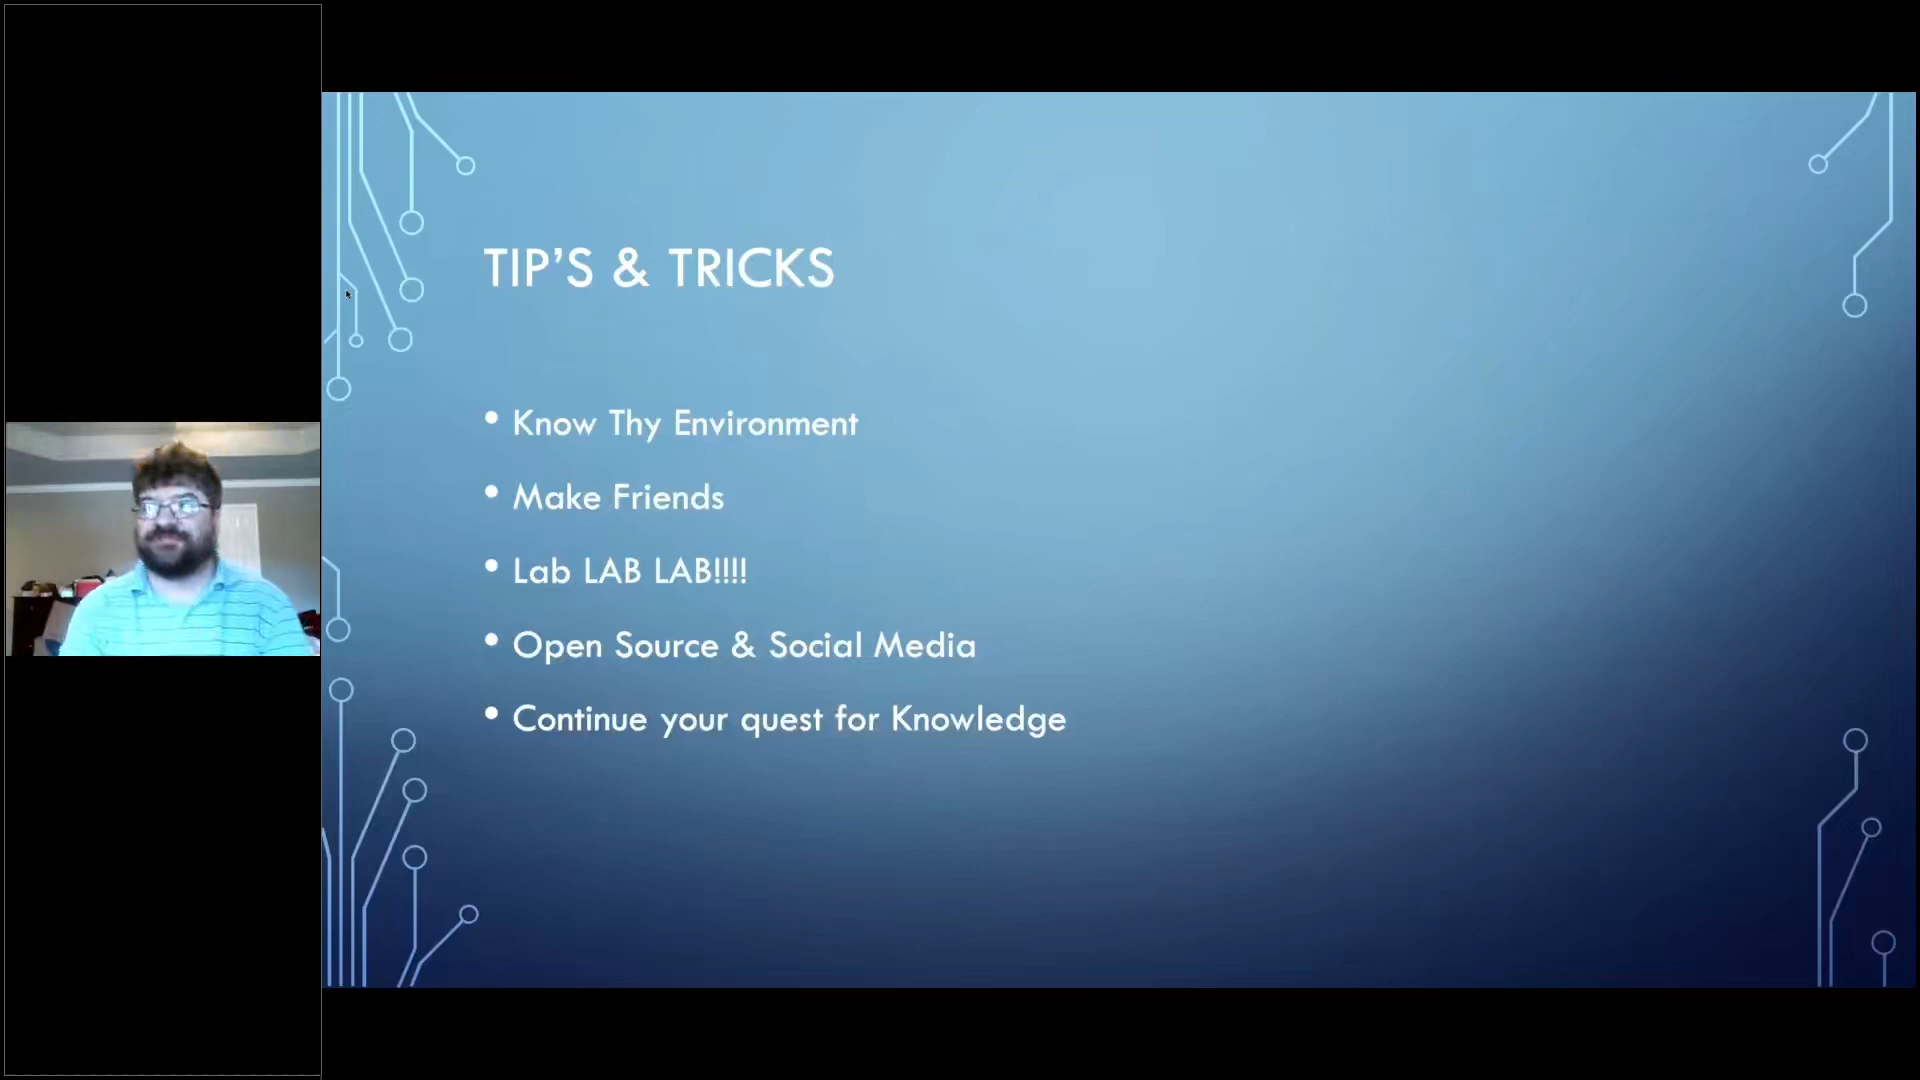 TIP’S & TRICKS
• Know Thy Environment
• Make Friends
• Lab LAB LAB!!!!
• Open Source & Social Media
• Continue your quest for Knowledge